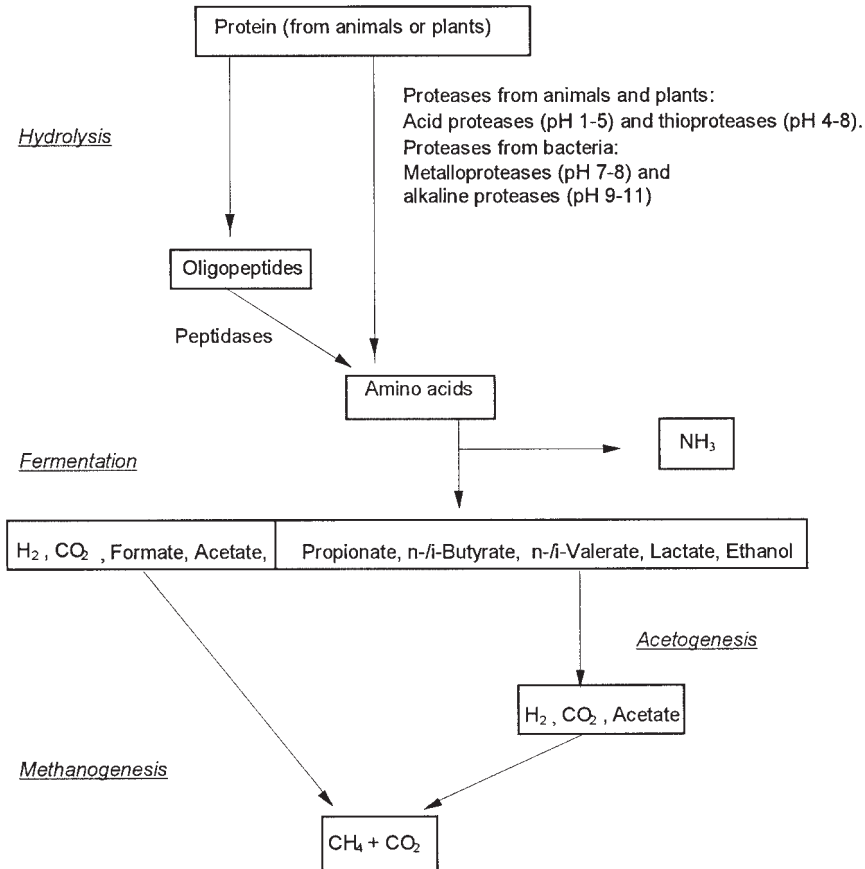 Protein (from animals or plants)
Proteases from animals and plants:
Acid proteases (pH 1-5) and thioproteases (pH 4-8).
Proteases from bacteria:
Metalloproteases (pH 7-8) and
alkaline proteases (pH 9-11)
Hydrolysis
Oligopeptides
Peptidases
Amino acids
NH₃
Fermentation
H₂ , CO₂ , Formate, Acetate,
Propionate, n-/i-Butyrate, n-/i-Valerate, Lactate, Ethanol
Acetogenesis
H₂ , CO₂ , Acetate
Methanogenesis
CH₄ + CO₂